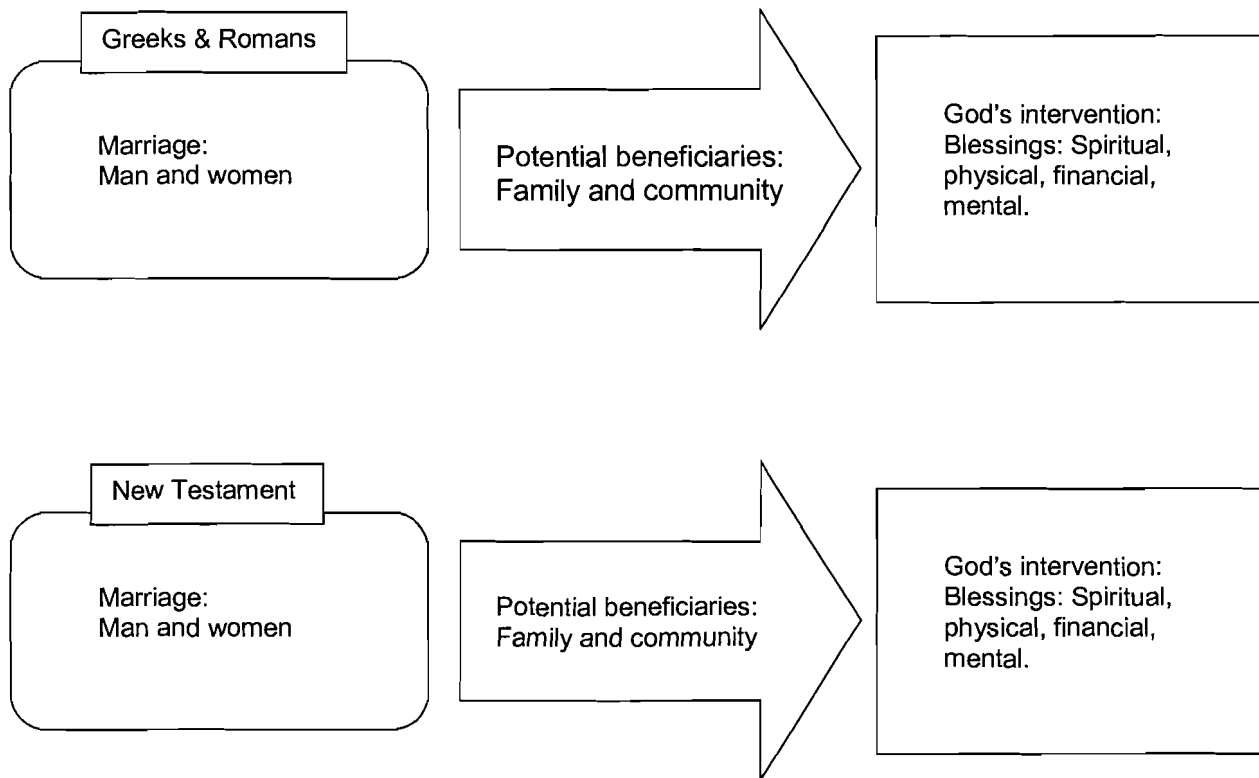 Greeks & Romans
Marriage:
Man and women
Potential beneficiaries:
Family and community
God's intervention:
Blessings: Spiritual,
physical, financial,
mental.
New Testament
Marriage:
Man and women
Potential beneficiaries:
Family and community
God's intervention:
Blessings: Spiritual,
physical, financial,
mental.